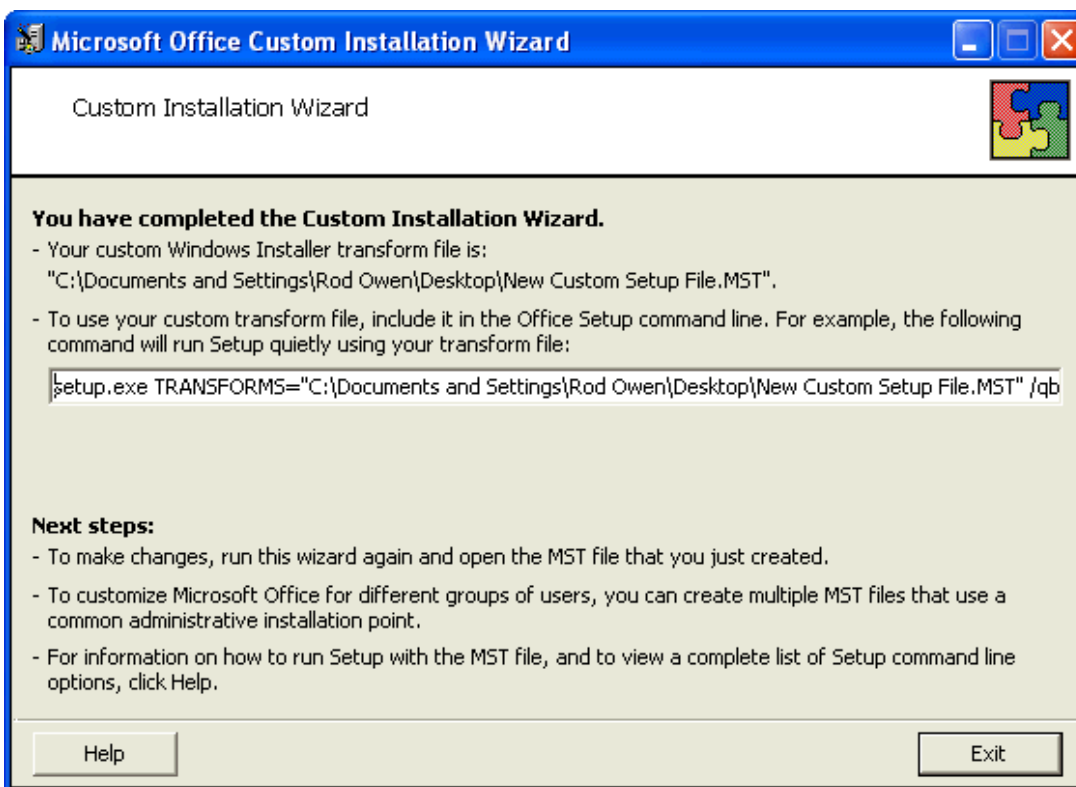 Microsoft Office Custom Installation Wizard
Custom Installation Wizard
You have completed the Custom Installation Wizard.
- Your custom Windows Installer transform file is:
"C:\Documents and Settings\Rod Owen\Desktop\New Custom Setup File.MST".
- To use your custom transform file, include it in the Office Setup command line. For example, the following
command will run Setup quietly using your transform file:
setup.exe TRANSFORMS="C:\Documents and Settings\Rod Owen\Desktop\New Custom Setup File.MST" /qb
Next steps:
- To make changes, run this wizard again and open the MST file that you just created.
- To customize Microsoft Office for different groups of users, you can create multiple MST files that use a
common administrative installation point.
- For information on how to run Setup with the MST file, and to view a complete list of Setup command line
options, click Help.
Help
Exit